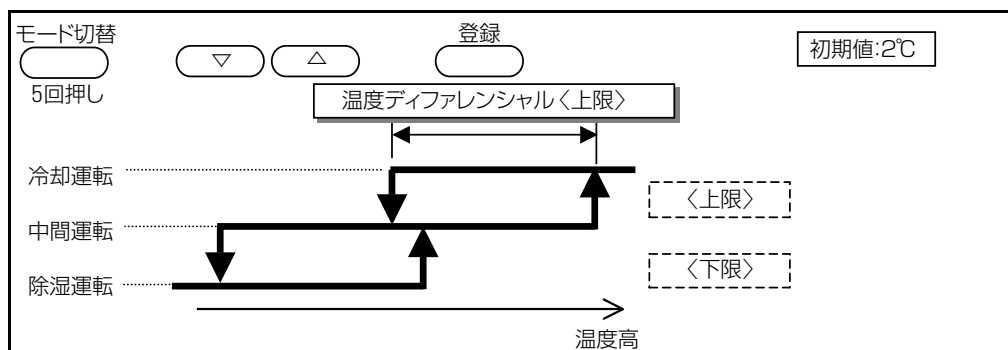 モード切替
▽
△
登録
初期値:2℃
5回押し
温度ディファレンシャル〈上限〉
冷却運転
〈上限〉
中間運転
〈下限〉
除湿運転
温度高